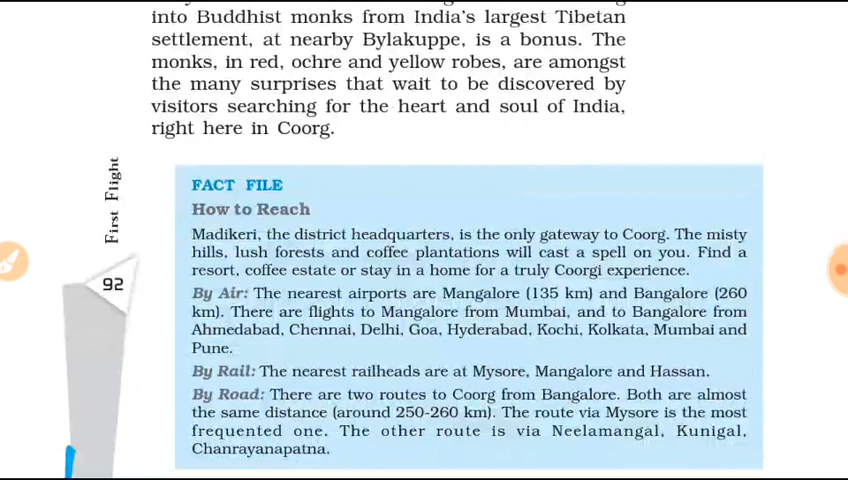 into Buddhist monks from India's largest Tibetan
settlement, at nearby Bylakuppe, is a bonus. The
monks, in red, ochre and yellow robes, are amongst
the many surprises that wait to be discovered by
visitors searching for the heart and soul of India,
right here in Coorg.
First Flight
92
FACT FILE
How to Reach
Madikeri, the district headquarters, is the only gateway to Coorg. The misty
hills, lush forests and coffee plantations will cast a spell on you. Find a
resort, coffee estate or stay in a home for a truly Coorgi experience.
By Air: The nearest airports are Mangalore (135 km) and Bangalore (260
km). There are flights to Mangalore from Mumbai, and to Bangalore from
Ahmedabad, Chennai, Delhi, Goa, Hyderabad, Kochi, Kolkata, Mumbai and
Pune.
By Rail: The nearest railheads are at Mysore, Mangalore and Hassan.
By Road: There are two routes to Coorg from Bangalore. Both are almost
the same distance (around 250-260 km). The route via Mysore is the most
frequented one. The other route is via Neelamangal, Kunigal,
Chanrayanapatna.